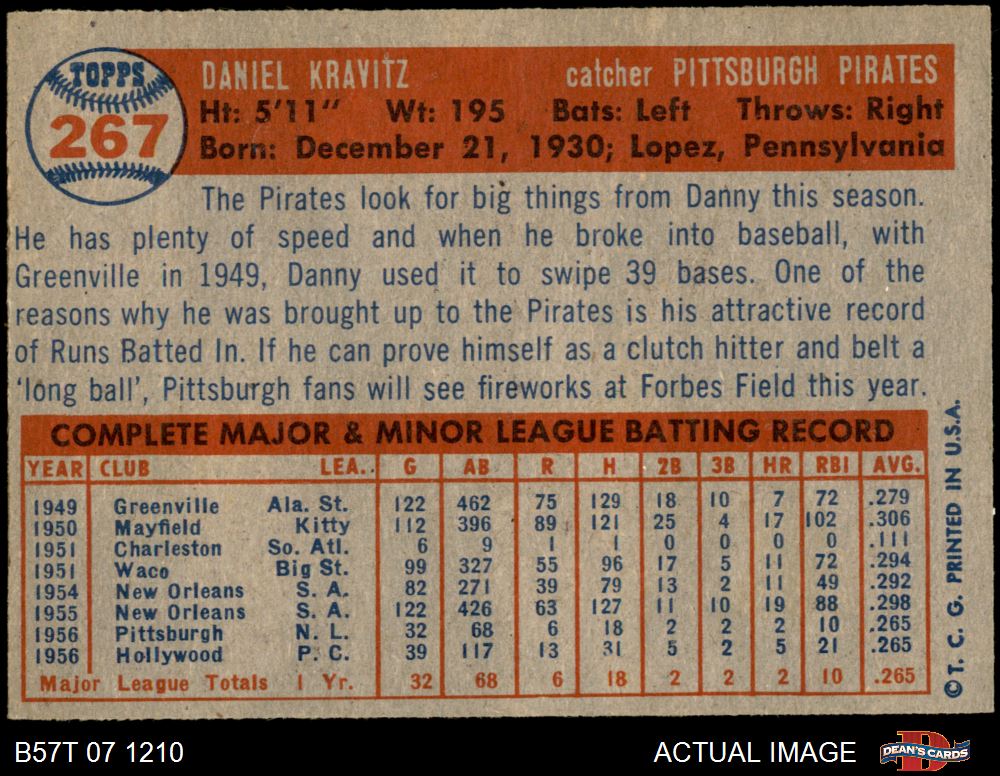 TOPPS
267
DANIEL KRAVITZ catcher PITTSBURGH PIRATES
Ht: 5'11" Wt: 195 Bats: Left Throws: Right
Born: December 21, 1930; Lopez, Pennsylvania
The Pirates look for big things from Danny this season.
He has plenty of speed and when he broke into baseball, with
Greenville in 1949, Danny used it to swipe 39 bases. One of the
reasons why he was brought up to the Pirates is his attractive record
of Runs Batted In. If he can prove himself as a clutch hitter and belt a
'long ball', Pittsburgh fans will see fireworks at Forbes Field this year.
COMPLETE MAJOR & MINOR LEAGUE BATTING RECORD
YEAR CLUB LEA. G AB R H 2B 3B HR RBI AVG.
1949 Greenville Ala. St. 122 462 75 129 18 10 7 72 .279
1950 Mayfield Kitty 112 396 89 121 25 4 17 102 .306
1951 Charleston So. Atl. 6 9 1 1 0 0 0 0 .111
1951 Waco Big St. 99 327 55 96 17 5 11 72 .294
1954 New Orleans S. A. 82 271 39 79 13 2 11 49 .292
1955 New Orleans S. A. 122 426 63 127 11 10 19 88 .298
1956 Pittsburgh N. L. 32 68 6 18 2 2 2 10 .265
1956 Hollywood P. C. 39 117 13 31 5 2 5 21 .265
Major League Totals 1 Yr. 32 68 6 18 2 2 2 10 .265
© T. C. G. PRINTED IN U.S.A.
B57T 07 1210 ACTUAL IMAGE DEAN'S CARDS